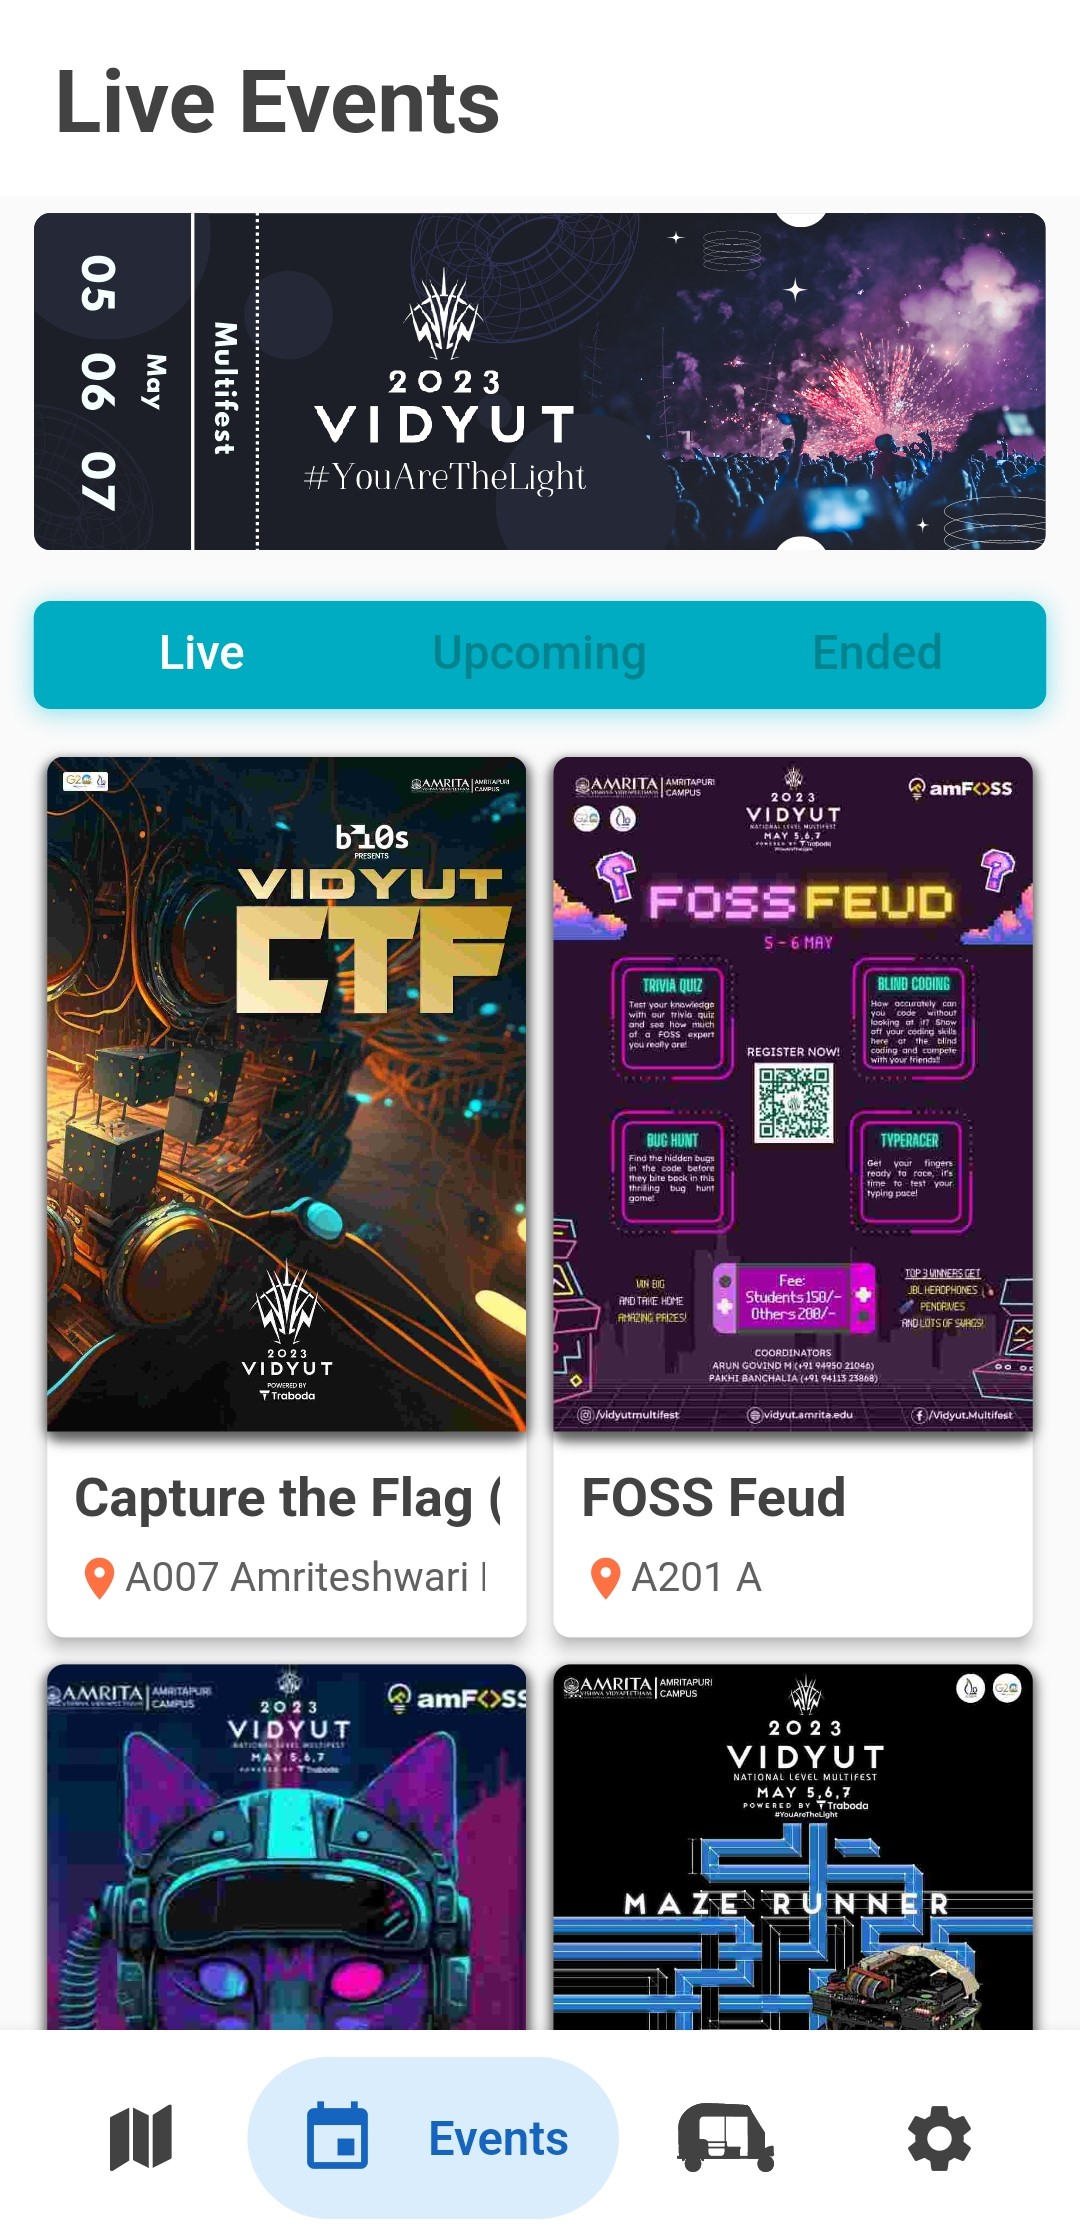 Live Events
05 06 07
May
Multifest
2023
VIDYUT
#YouAreTheLight
Live
Upcoming
Ended
G20
AMRITA
AMRITAPURI
CAMPUS
bi0s
PRESENTS
VIDYUT
CTF
2023
VIDYUT
POWERED BY
Traboda
Capture the Flag (
A007 Amriteshwari
AMRITA
AMRITAPURI
CAMPUS
2023
VIDYUT
NATIONAL LEVEL MULTIFEST
MAY 5,6,7
POWERED BY Traboda
amFOSS
FOSS FEUD
5 - 6 MAY
TRIVIA QUIZ
Test your knowledge
with our trivia quiz
and see how much
of a FOSS expert
you really are!
BLIND CODING
How accurately can
you code without
looking at it? Show
off your coding skills
here at the blind
coding and compete
with your friends!!
REGISTER NOW!
BUG HUNT
Find the hidden bugs
in the code before
they bite back in this
thrilling bug hunt
game!
TYPERACER
Get your fingers
ready to race, it's
time to test your
typing pace!
WIN BIG
AND TAKE HOME
AMAZING PRIZES!
Fee:
Students 150/-
Others 200/-
TOP 3 WINNERS GET
JBL HEADPHONES
PENDRIVES
AND LOTS OF SWAGS!
COORDINATORS
ARUN GOVIND M (+91 94950 21046)
PAKHI BANCHALIA (+91 94113 23868)
/vidyutmultifest
vidyut.amrita.edu
/Vidyut.Multifest
FOSS Feud
A201 A
AMRITA
AMRITAPURI
CAMPUS
2023
VIDYUT
NATIONAL LEVEL MULTIFEST
MAY 5,6,7
POWERED BY Traboda
amFOSS
AMRITA
AMRITAPURI
CAMPUS
2023
VIDYUT
NATIONAL LEVEL MULTIFEST
MAY 5,6,7
POWERED BY Traboda
#YouAreTheLight
G20
MAZE RUNNER
Events